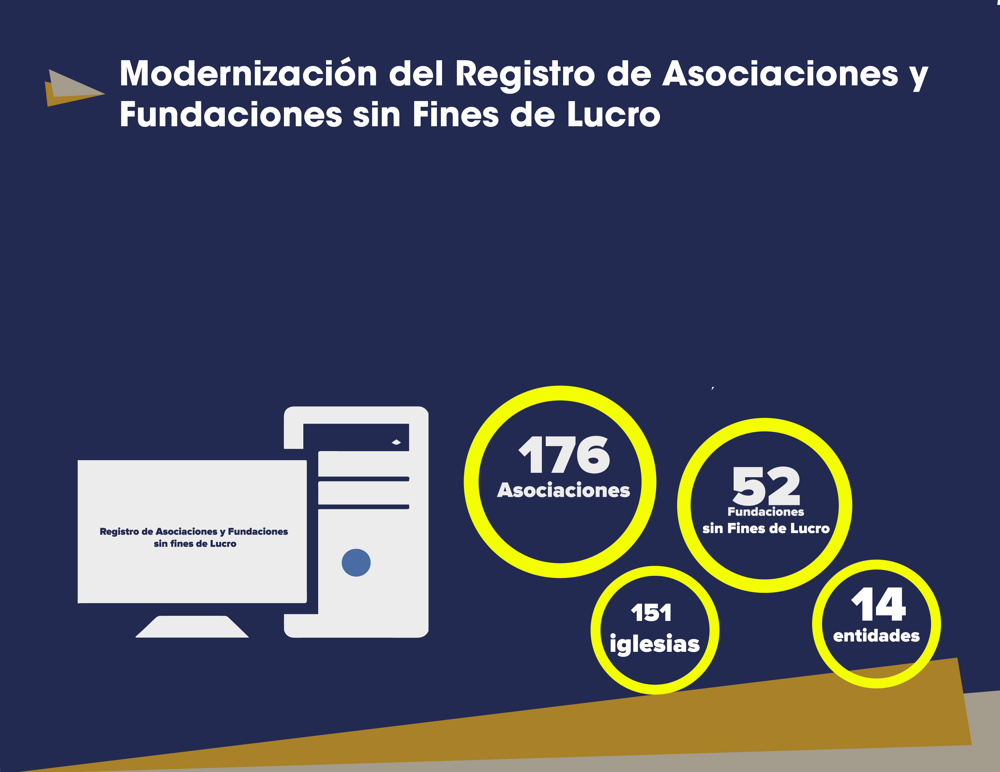 Modernización del Registro de Asociaciones y
Fundaciones sin Fines de Lucro
176
Asociaciones
52
Fundaciones
sin Fines de Lucro
Registro de Asociaciones y Fundaciones
sin fines de Lucro
151
iglesias
14
entidades